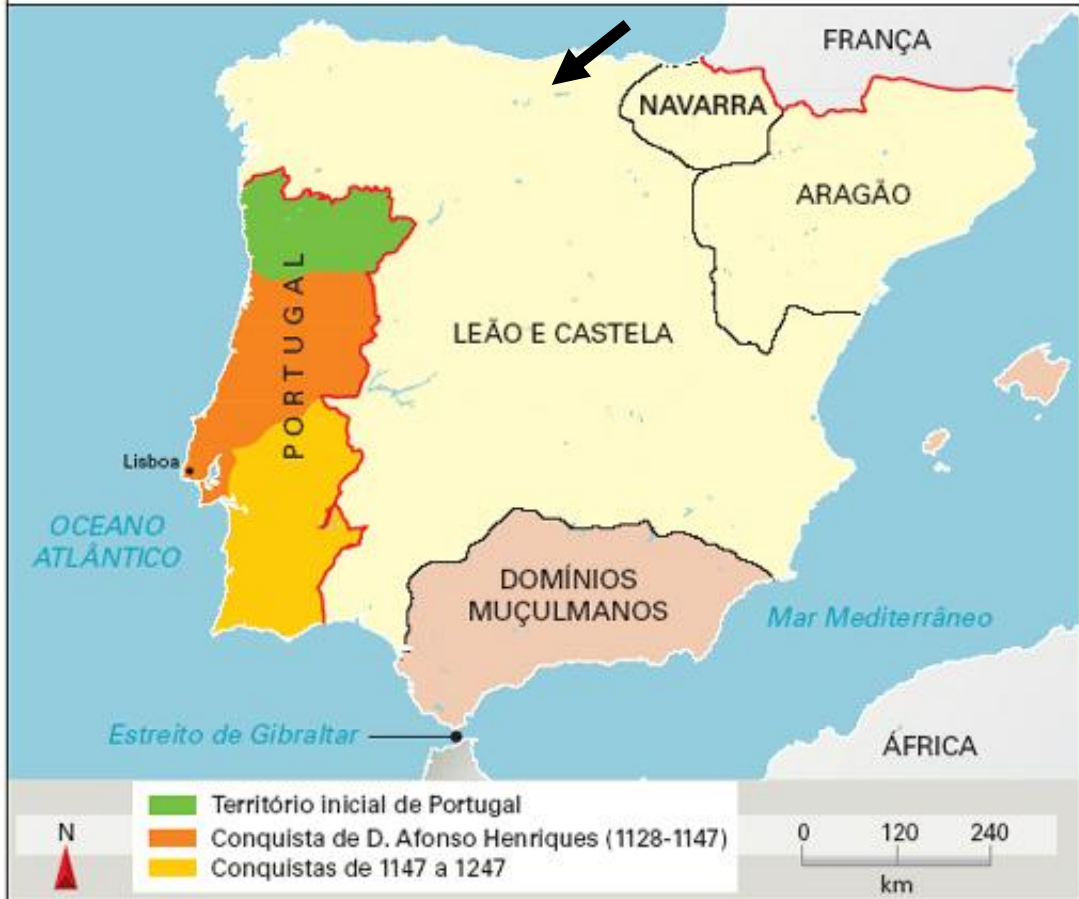 FRANÇA
NAVARRA
ARAGÃO
PORTUGAL
LEÃO E CASTELA
Lisboa
OCEANO
ATLÂNTICO
DOMÍNIOS
MUÇULMANOS
Mar Mediterrâneo
Estreito de Gibraltar
ÁFRICA
N
Território inicial de Portugal
Conquista de D. Afonso Henriques (1128-1147)
Conquistas de 1147 a 1247
0 120 240
km